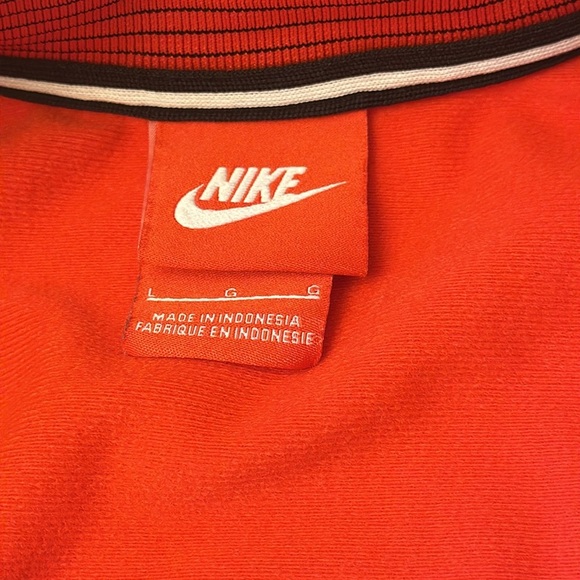 NIKE
L G G
MADE IN INDONESIA
FABRIQUE EN INDONESIE